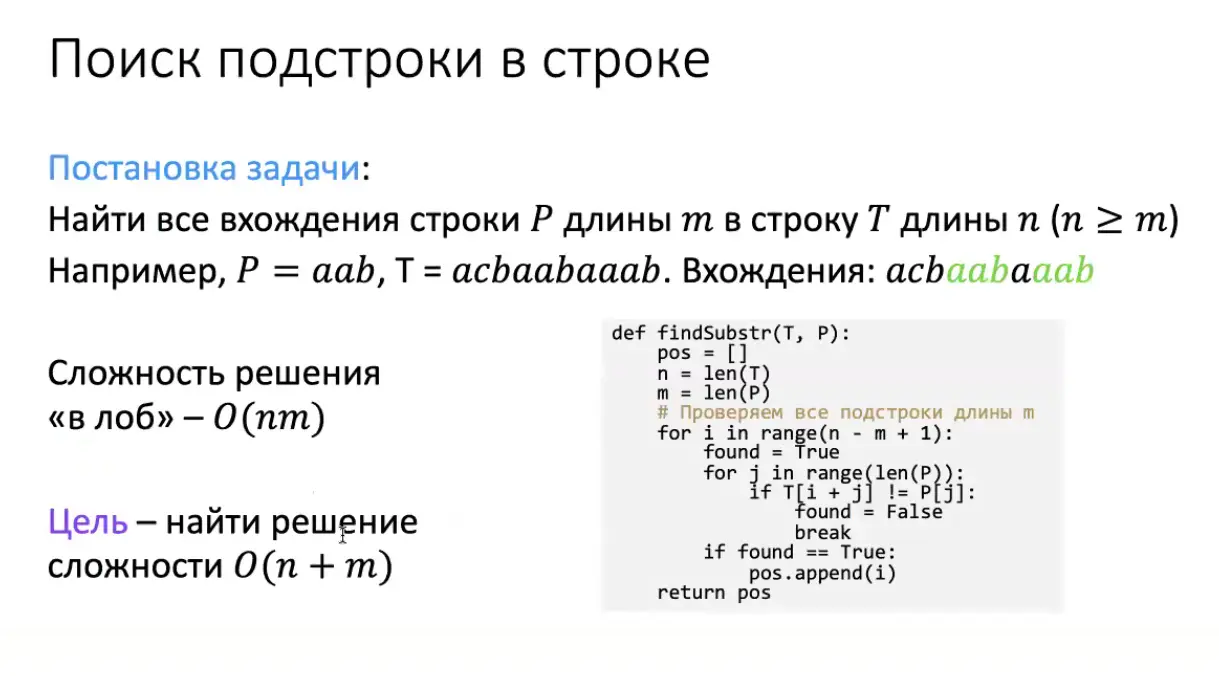 Поиск подстроки в строке
Постановка задачи:
Найти все вхождения строки P длины m в строку T длины n (n ≥ m)
Например, P = aab, T = acbaabaaab. Вхождения: acbaabaaab
Сложность решения
«в лоб» – O(nm)
Цель – найти решение
сложности O(n + m)
def findSubstr(T, P):
    pos = []
    n = len(T)
    m = len(P)
    # Проверяем все подстроки длины m
    for i in range(n - m + 1):
        found = True
        for j in range(len(P)):
            if T[i + j] != P[j]:
                found = False
                break
        if found == True:
            pos.append(i)
    return pos